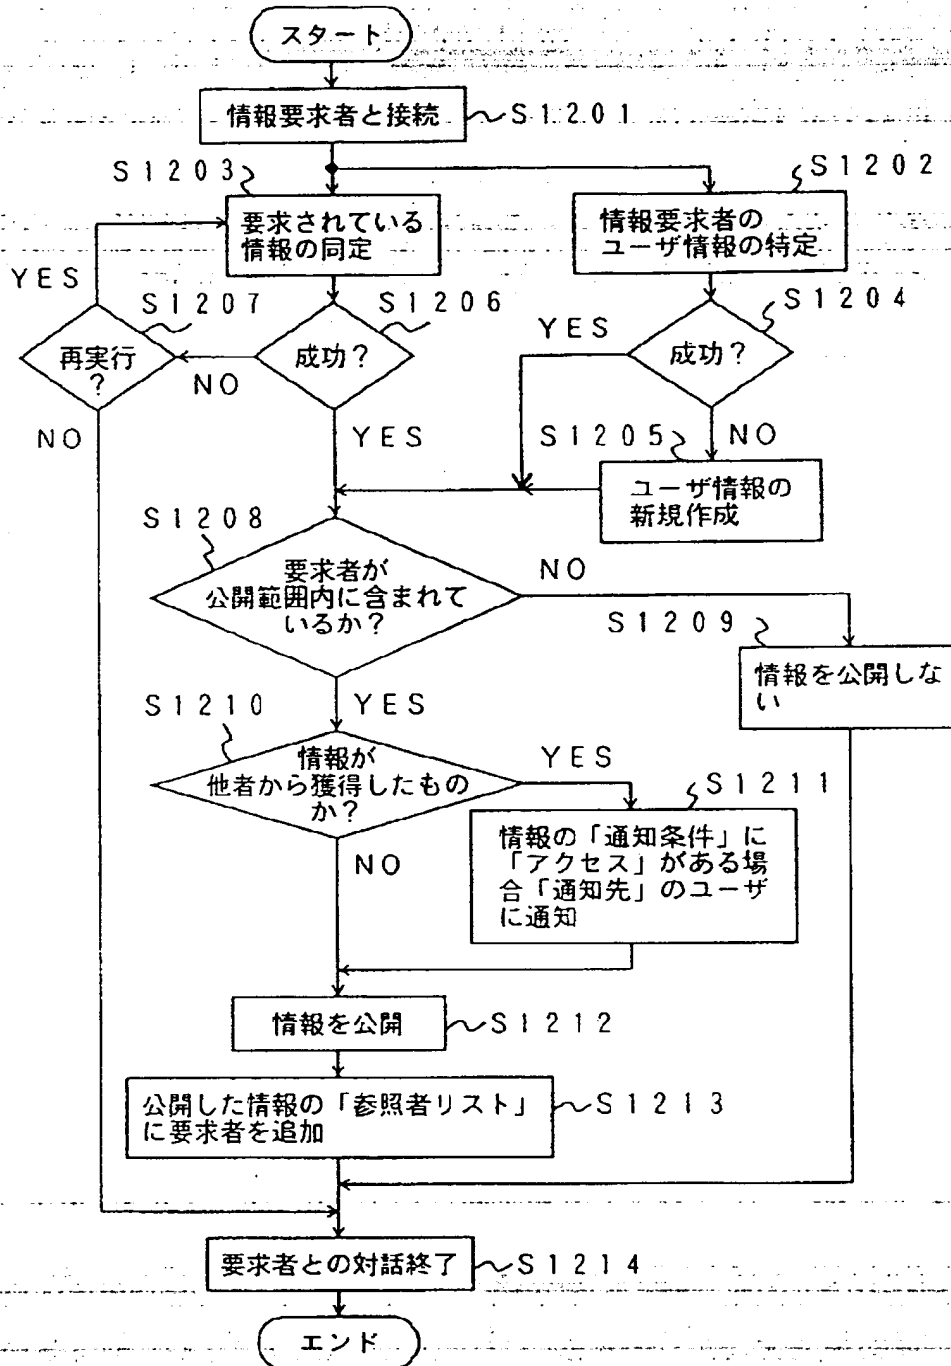 スタート
情報要求者と接続
S1201
S1203
S1202
要求されている
情報の同定
情報要求者の
ユーザ情報の特定
YES
S1207
S1206
S1204
YES
再実行
?
成功?
成功?
NO
NO
YES
S1205
NO
ユーザ情報の
新規作成
S1208
要求者が
公開範囲内に含まれて
いるか?
NO
S1209
情報を公開しな
い
S1210
YES
情報が
他者から獲得したもの
か?
YES
S1211
情報の「通知条件」に
「アクセス」がある場
合「通知先」のユーザ
に通知
NO
情報を公開
S1212
公開した情報の「参照者リスト」
に要求者を追加
S1213
要求者との対話終了
S1214
エンド